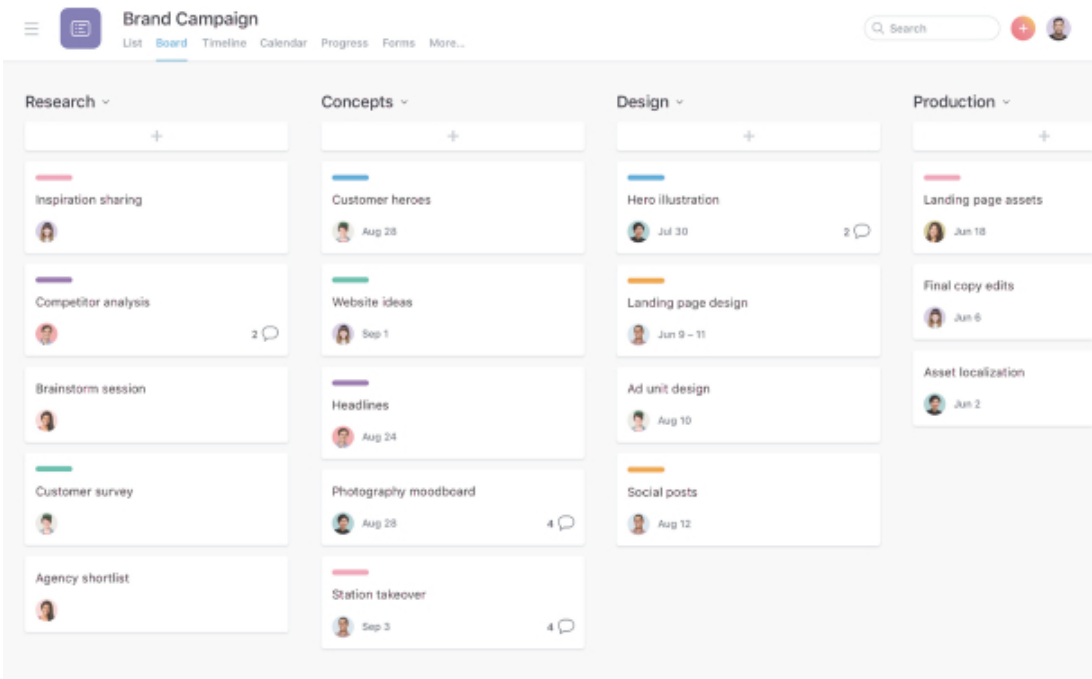 Brand Campaign
List Board Timeline Calendar Progress Forms More...
Search
Research
Inspiration sharing
Competitor analysis
2
Brainstorm session
Customer survey
Agency shortlist
Concepts
Customer heroes
Aug 28
Website ideas
Sep 1
Headlines
Aug 24
Photography moodboard
Aug 28
4
Station takeover
Sep 3
4
Design
Hero illustration
Jul 30
2
Landing page design
Jun 9 – 11
Ad unit design
Aug 10
Social posts
Aug 12
Production
Landing page assets
Jun 18
Final copy edits
Jun 6
Asset localization
Jun 2